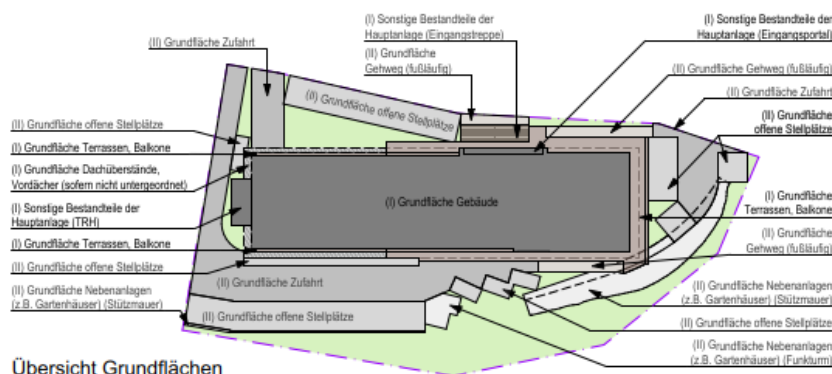 (I) Sonstige Bestandteile der
Hauptanlage (Eingangstreppe)
(I) Sonstige Bestandteile der
Hauptanlage (Eingangsportal)
(II) Grundfläche Zufahrt
(II) Grundfläche
Gehweg (fußläufig)
(II) Grundfläche Gehweg (fußläufig)
(II) Grundfläche Zufahrt
(II) Grundfläche offene Stellplätze
(II) Grundfläche
offene Stellplätze
(II) Grundfläche offene Stellplätze
(I) Grundfläche Terrassen, Balkone
(I) Grundfläche Dachüberstände,
Vordächer (sofern nicht untergeordnet)
(I) Sonstige Bestandteile der
Hauptanlage (TRH)
(I) Grundfläche Terrassen, Balkone
(II) Grundfläche offene Stellplätze
(II) Grundfläche Nebenanlagen
(z.B. Gartenhäuser) (Stützmauer)
(I) Grundfläche Gebäude
(I) Grundfläche
Terrassen, Balkone
(II) Grundfläche
Gehweg (fußläufig)
(II) Grundfläche Zufahrt
(II) Grundfläche offene Stellplätze
(II) Grundfläche Nebenanlagen
(z.B. Gartenhäuser) (Stützmauer)
(II) Grundfläche offene Stellplätze
(II) Grundfläche Nebenanlagen
(z.B. Gartenhäuser) (Funkturm)
Übersicht Grundflächen